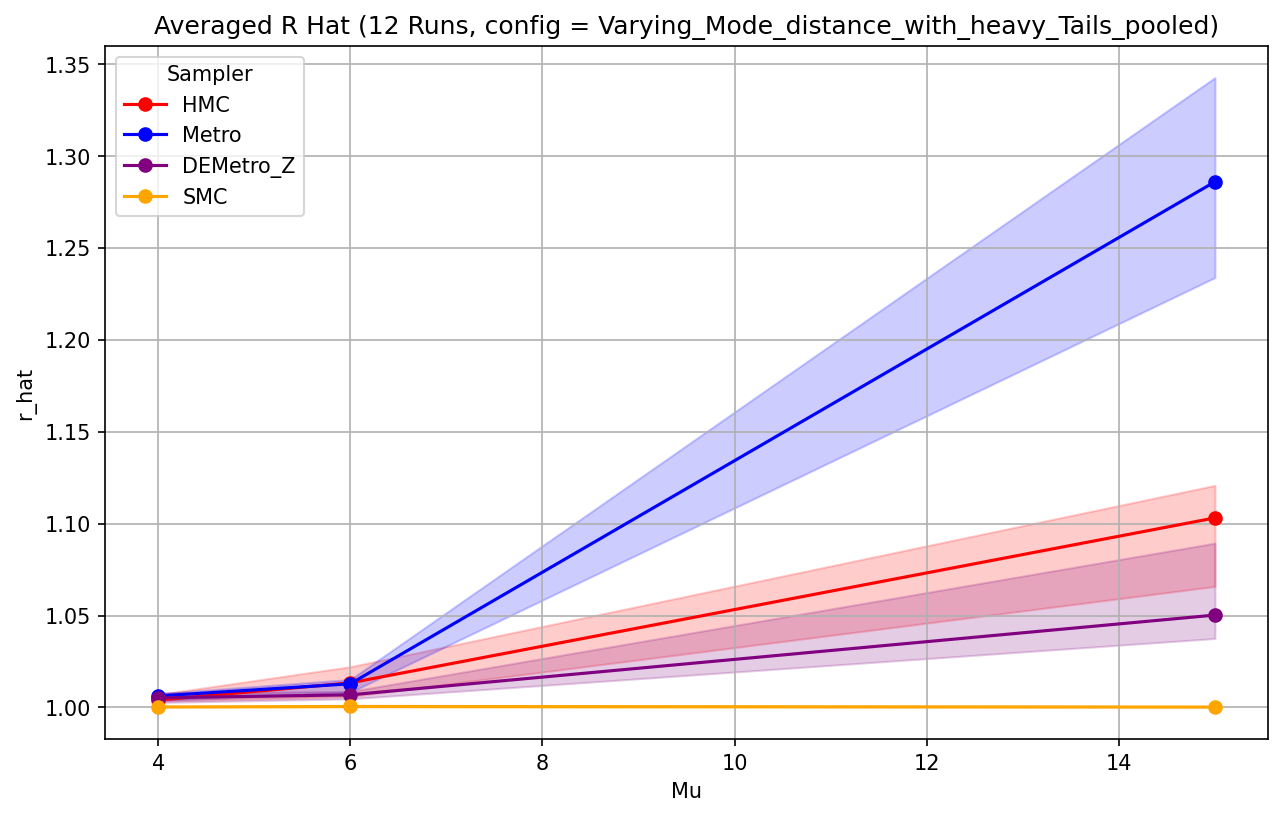 Averaged R Hat (12 Runs, config = Varying_Mode_distance_with_heavy_Tails_pooled)
Sampler
HMC
Metro
DEMetro_Z
SMC
r_hat
1.35
1.30
1.25
1.20
1.15
1.10
1.05
1.00
4 6 8 10 12 14
Mu